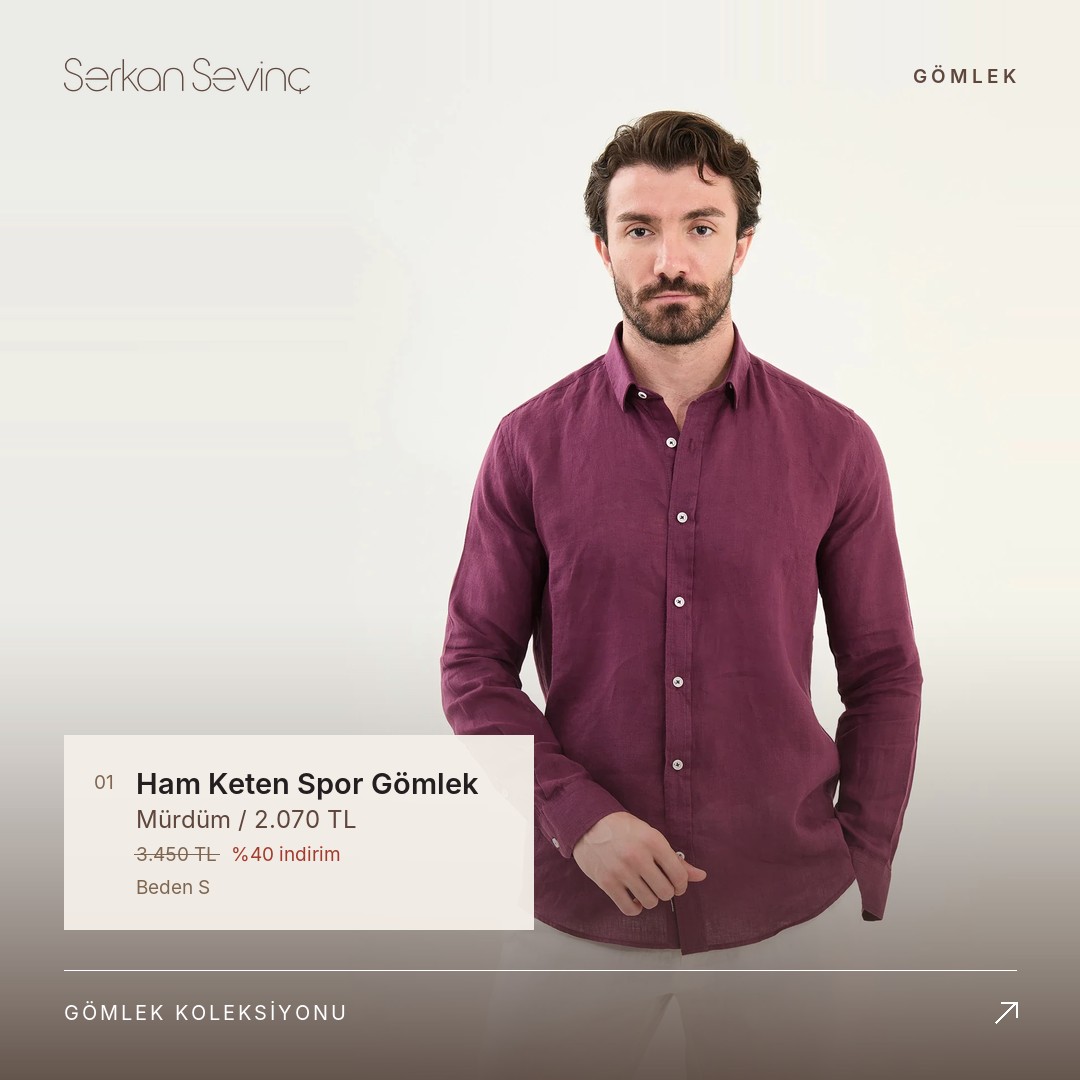 Serkan Sevinç
GÖMLEK
01
Ham Keten Spor Gömlek
Mürdüm / 2.070 TL
3.450 TL %40 indirim
Beden S
GÖMLEK KOLEKSİYONU